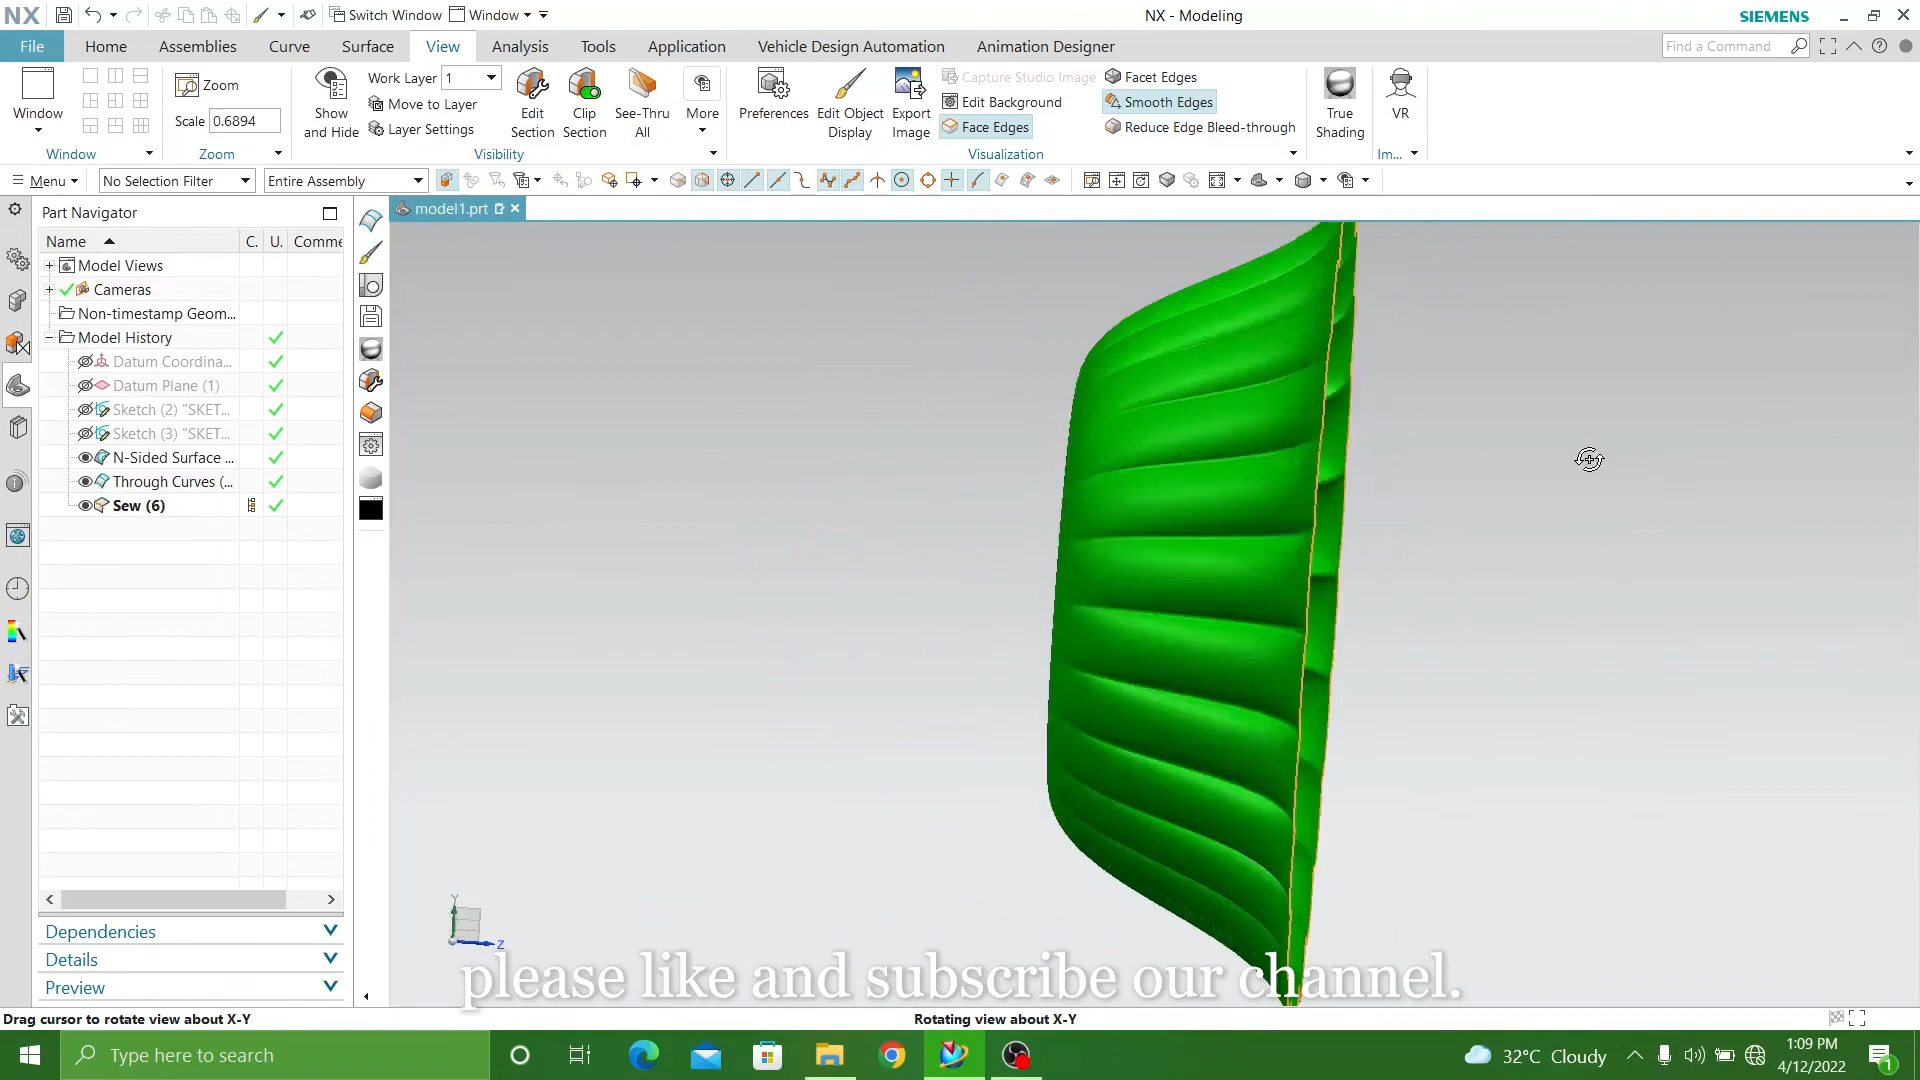 NX
Switch Window
Window
NX - Modeling
SIEMENS
File
Home
Assemblies
Curve
Surface
View
Analysis
Tools
Application
Vehicle Design Automation
Animation Designer
Find a Command
Window
Zoom
Scale 0.6894
Show
and Hide
Work Layer 1
Move to Layer
Layer Settings
Edit
Section
Clip
Section
See-Thru
All
More
Preferences
Edit Object
Display
Export
Image
Capture Studio Image
Edit Background
Face Edges
Facet Edges
Smooth Edges
Reduce Edge Bleed-through
True
Shading
VR
Window
Zoom
Visibility
Visualization
Im...
Menu
No Selection Filter
Entire Assembly
Part Navigator
model1.prt
Name
C.
U.
Comme
Model Views
Cameras
Non-timestamp Geom...
Model History
Datum Coordina...
Datum Plane (1)
Sketch (2) "SKET...
Sketch (3) "SKET...
N-Sided Surface ...
Through Curves (...
Sew (6)
Dependencies
Details
Preview
Y
Z
please like and subscribe our channel.
Drag cursor to rotate view about X-Y
Rotating view about X-Y
Type here to search
32°C Cloudy
1:09 PM
4/12/2022
1